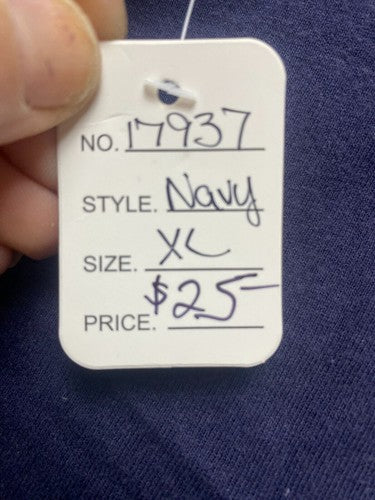 NO. 17937
STYLE. Navy
SIZE. XL
PRICE. $25-